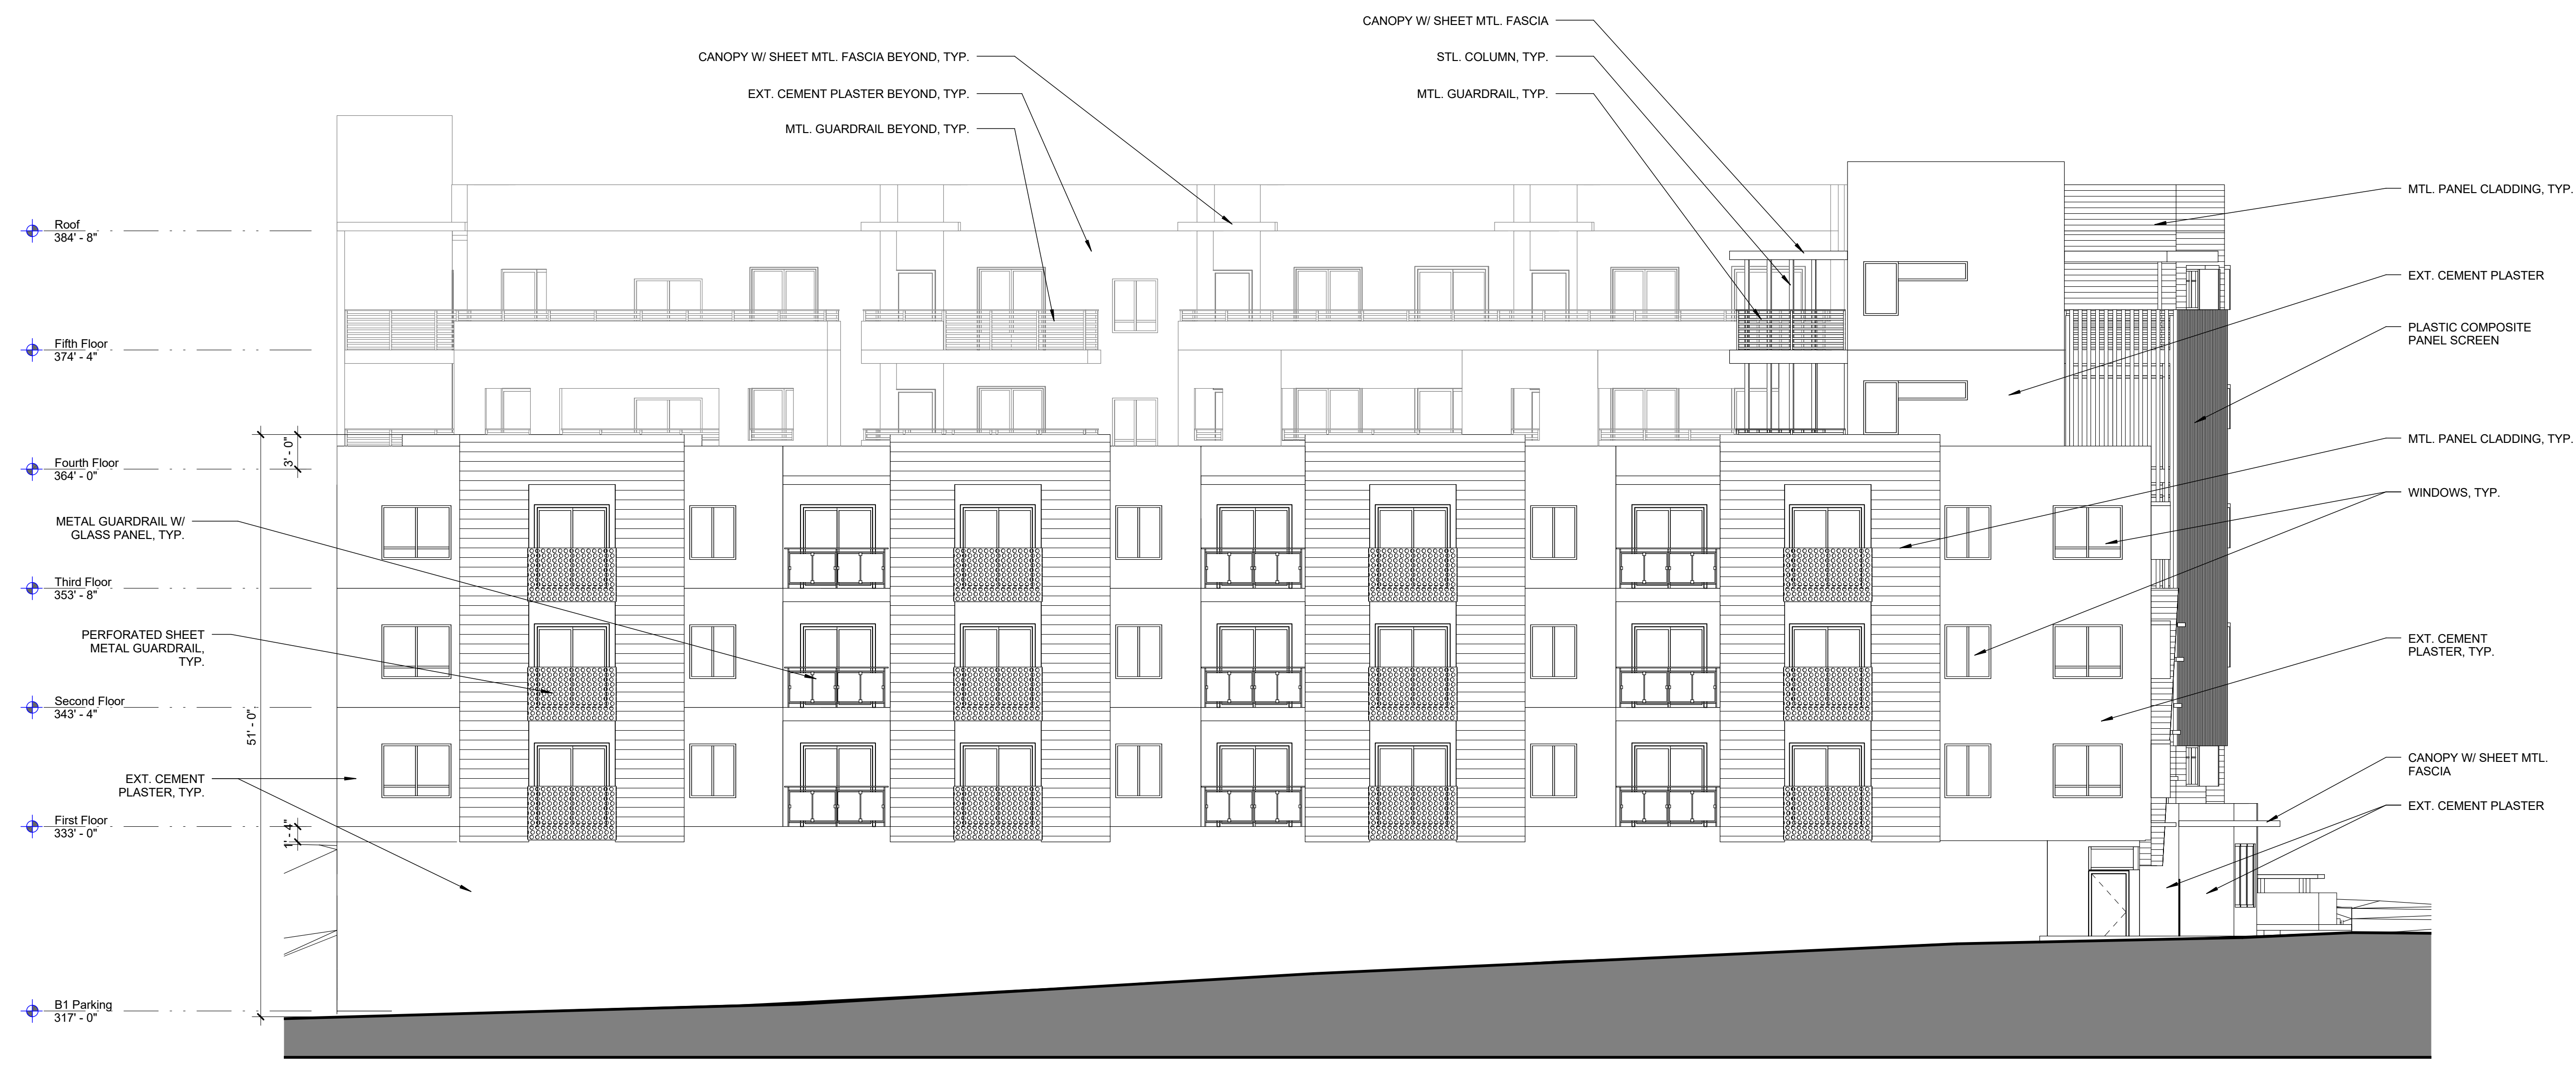 CANOPY W/ SHEET MTL. FASCIA
CANOPY W/ SHEET MTL. FASCIA BEYOND, TYP.
STL. COLUMN, TYP.
EXT. CEMENT PLASTER BEYOND, TYP.
MTL. GUARDRAIL, TYP.
MTL. GUARDRAIL BEYOND, TYP.
MTL. PANEL CLADDING, TYP.
Roof
384' - 8"
EXT. CEMENT PLASTER
PLASTIC COMPOSITE
PANEL SCREEN
Fifth Floor
374' - 4"
MTL. PANEL CLADDING, TYP.
3' - 0"
Fourth Floor
364' - 0"
WINDOWS, TYP.
METAL GUARDRAIL W/
GLASS PANEL, TYP.
Third Floor
353' - 8"
PERFORATED SHEET
METAL GUARDRAIL,
TYP.
EXT. CEMENT
PLASTER, TYP.
Second Floor
343' - 4"
51' - 0"
EXT. CEMENT
PLASTER, TYP.
CANOPY W/ SHEET MTL.
FASCIA
EXT. CEMENT PLASTER
First Floor
333' - 0"
1' - 4"
B1 Parking
317' - 0"